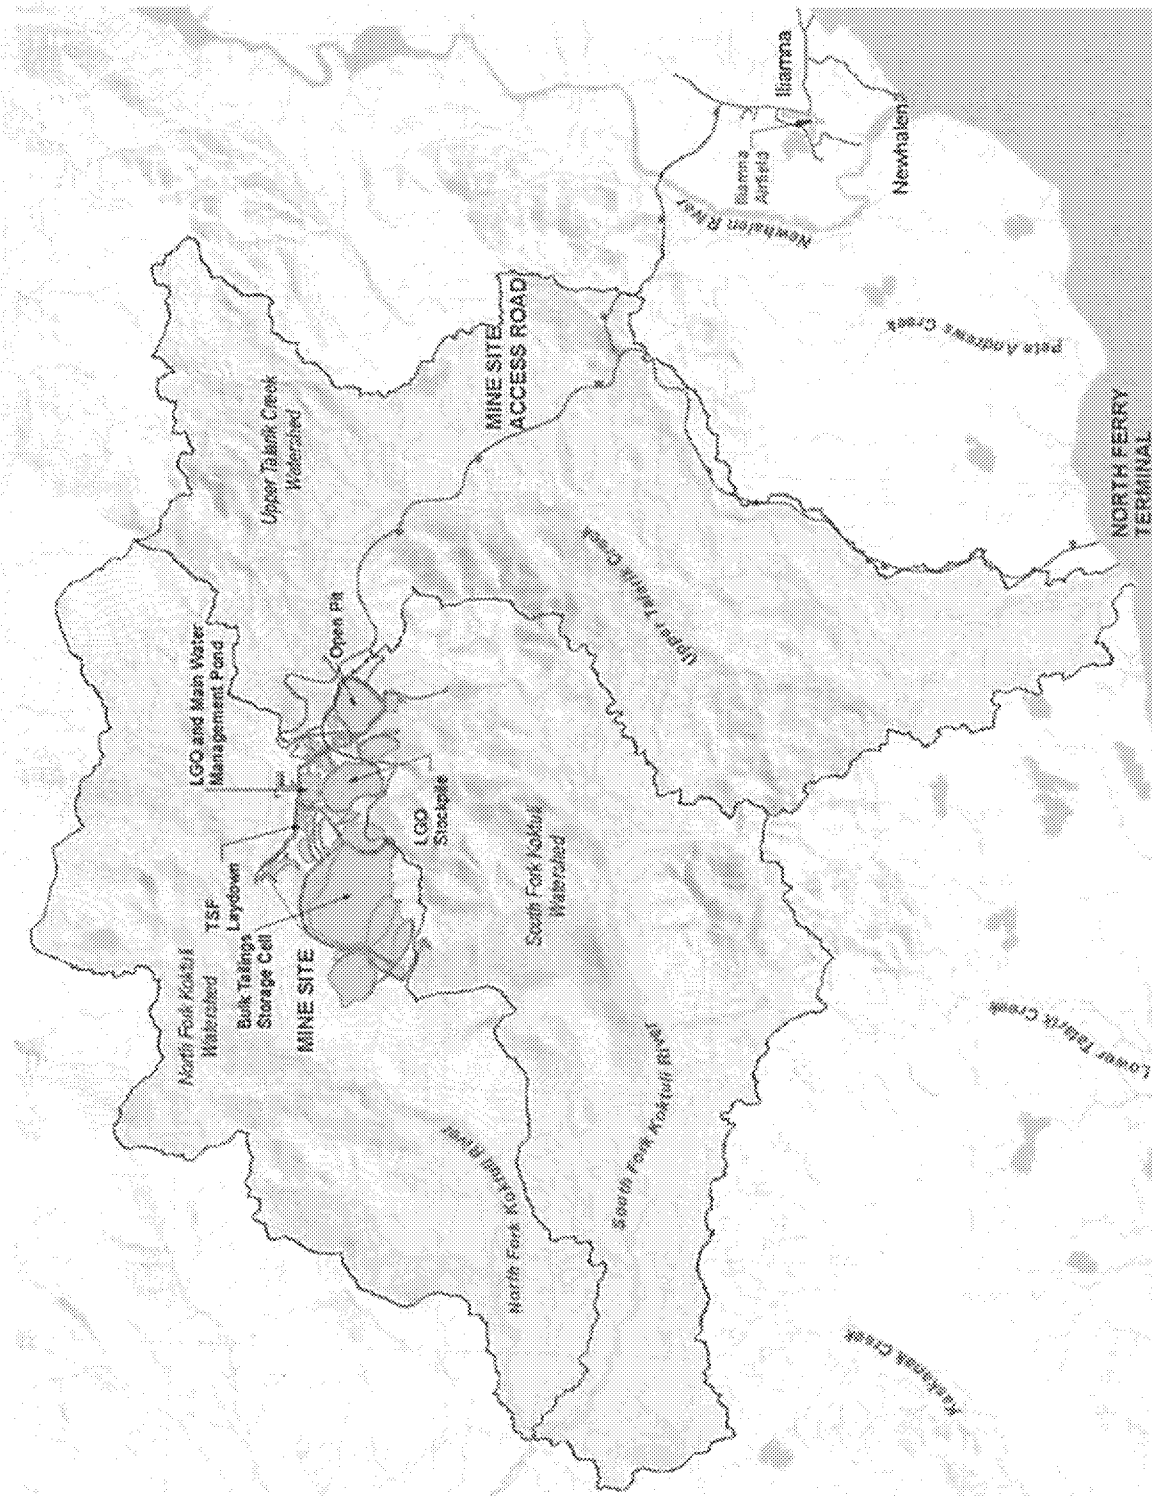 North Fork Koktuli
Watershed
TSF
Laydown
Bulk Tailings
Storage Cell
MINE SITE
LGO and Main Water
Management Pond
Open Pit
LGO
Stockpile
Upper Talarik Creek
Watershed
MINE SITE
ACCESS ROAD
South Fork Koktuli
Watershed
North Fork Koktuli River
South Fork Koktuli River
Upper Talarik Creek
Newhalen River
Iliamna
Iliamna
Airfield
Newhalen
Pete Andrews Creek
NORTH FERRY
TERMINAL
Lower Talarik Creek
Kaskanak Creek